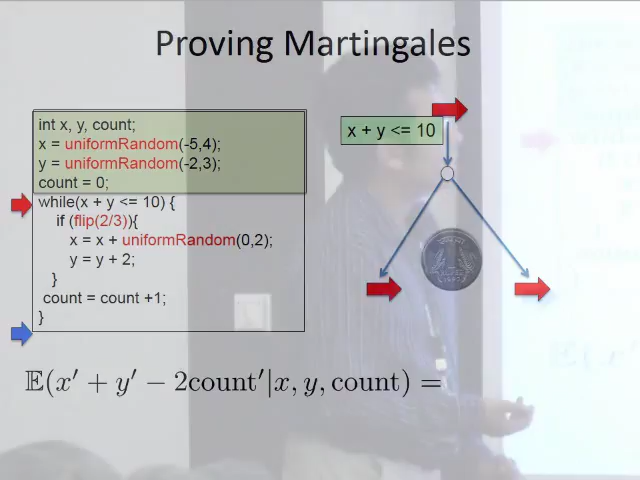 Proving Martingales
int x, y, count;
x = uniformRandom(-5,4);
y = uniformRandom(-2,3);
count = 0;
while(x + y <= 10) {
if (flip(2/3)){
x = x + uniformRandom(0,2);
y = y + 2;
}
count = count +1;
}
x + y <= 10
𝔼(x′ + y′ − 2count′|x, y, count) =